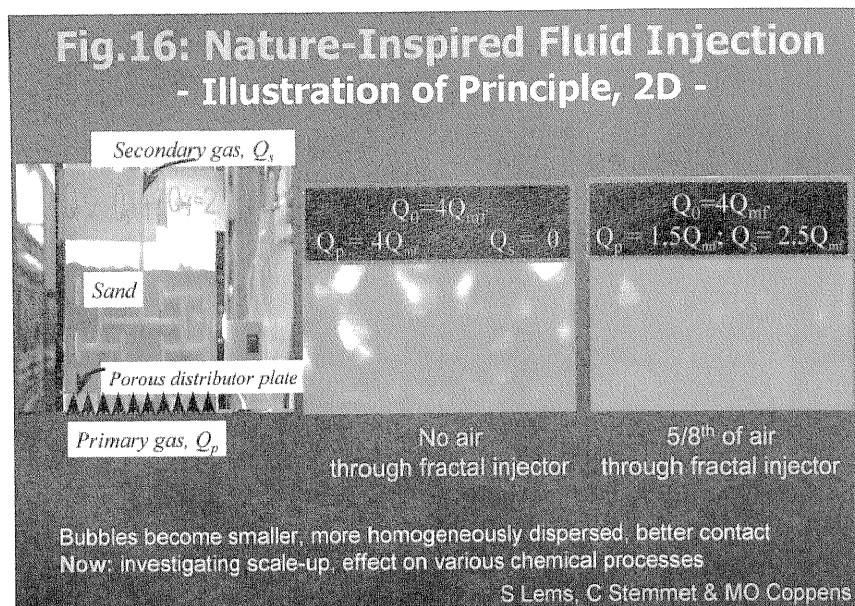 Fig.16: Nature-Inspired Fluid Injection
- Illustration of Principle, 2D -
Secondary gas, Qs
Sand
Porous distributor plate
Primary gas, Qp
Q0=4Qmf
Qp = 4Qmf Qs = 0
No air
through fractal injector
Q0=4Qmf
Qp = 1.5Qmf; Qs = 2.5Qmf
5/8th of air
through fractal injector
Bubbles become smaller, more homogeneously dispersed, better contact
Now: investigating scale-up, effect on various chemical processes
S Lems, C Stemmet & MO Coppens